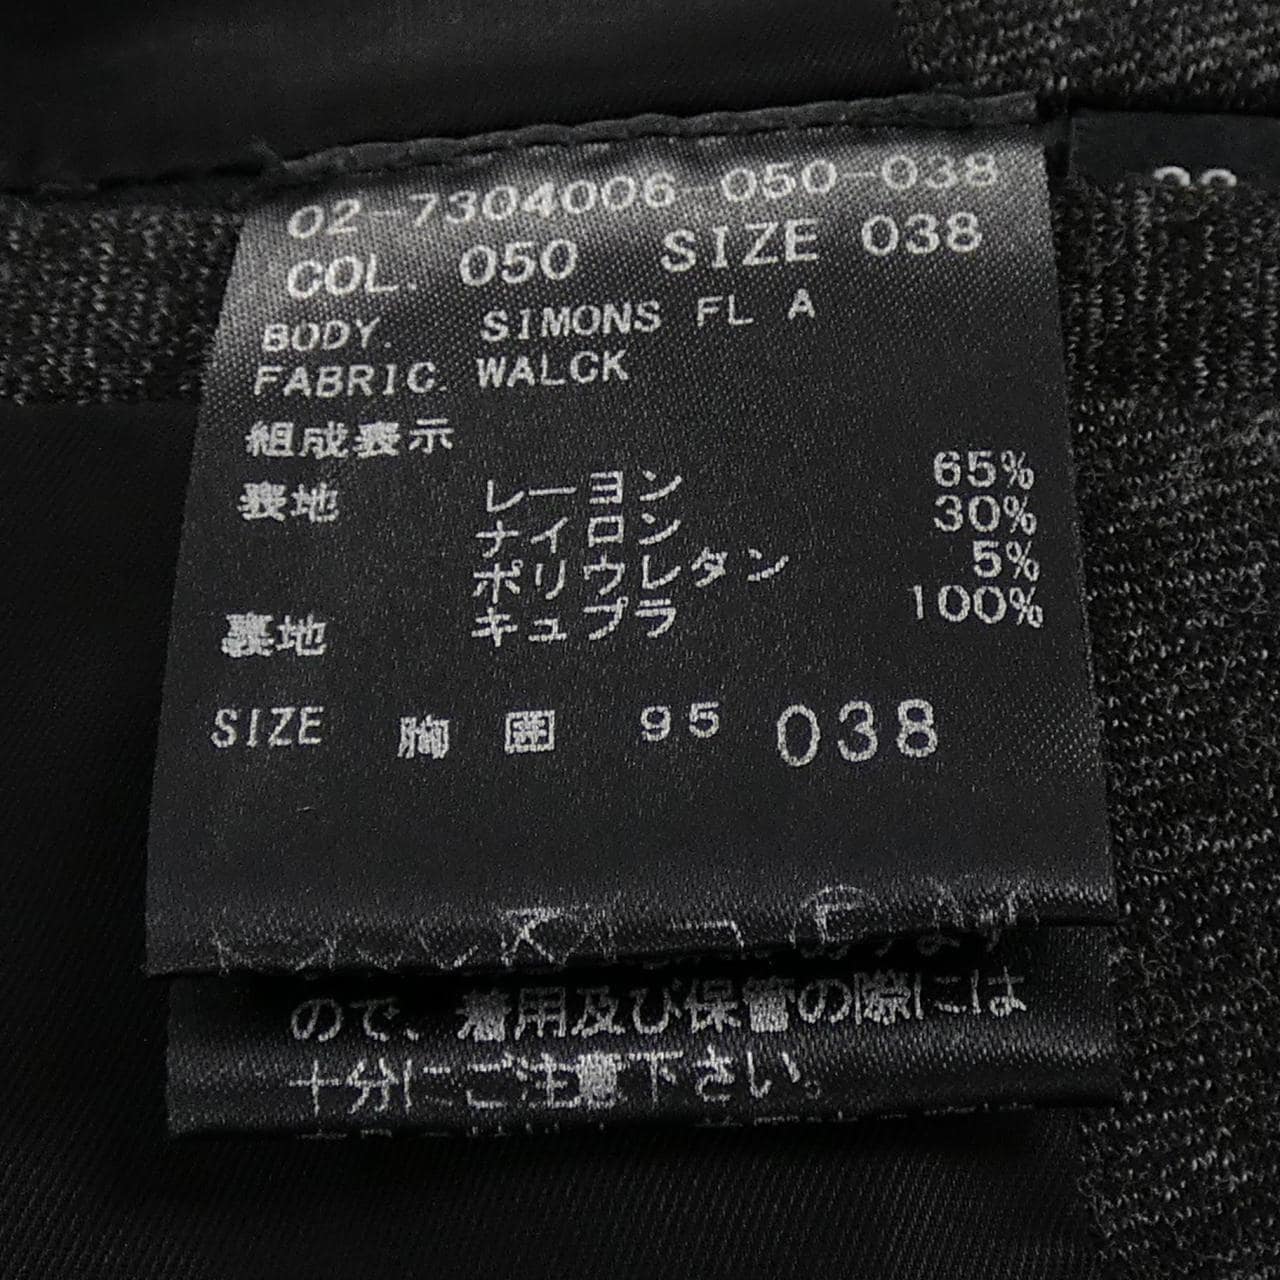 02-7304006-050-038
COL. 050 SIZE 038
BODY. SIMONS FL A
FABRIC. WALCK
組成表示
表地 レーヨン 65%
ナイロン 30%
ポリウレタン 5%
裏地 キュプラ 100%
SIZE 胸 囲 95 038
ので、着用及び保管の際には
十分にご注意下さい。